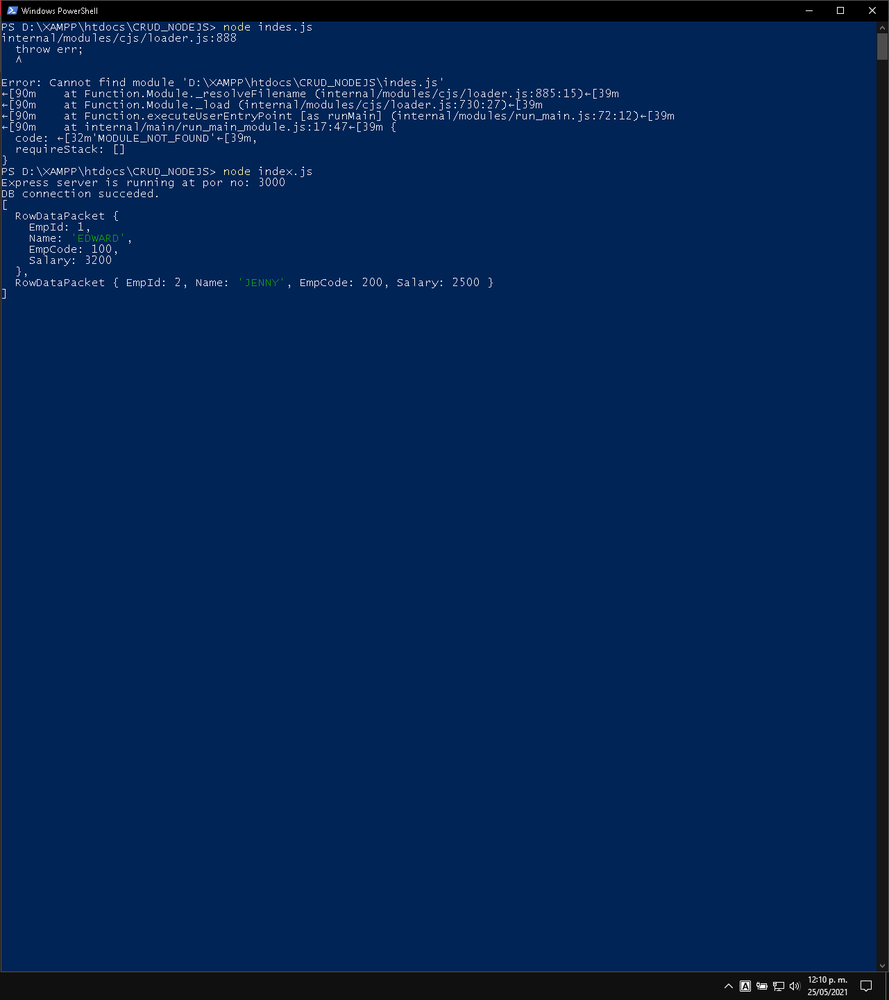 Windows PowerShell
PS D:\XAMPP\htdocs\CRUD_NODEJS> node indes.js
internal/modules/cjs/loader.js:888
  throw err;
  ^

Error: Cannot find module 'D:\XAMPP\htdocs\CRUD_NODEJS\indes.js'
←[90m    at Function.Module._resolveFilename (internal/modules/cjs/loader.js:885:15)←[39m
←[90m    at Function.Module._load (internal/modules/cjs/loader.js:730:27)←[39m
←[90m    at Function.executeUserEntryPoint [as runMain] (internal/modules/run_main.js:72:12)←[39m
←[90m    at internal/main/run_main_module.js:17:47←[39m {
  code: ←[32m'MODULE_NOT_FOUND'←[39m,
  requireStack: []
}
PS D:\XAMPP\htdocs\CRUD_NODEJS> node index.js
Express server is running at por no: 3000
DB connection succeded.
[
  RowDataPacket {
    EmpId: 1,
    Name: 'EDWARD',
    EmpCode: 100,
    Salary: 3200
  },
  RowDataPacket { EmpId: 2, Name: 'JENNY', EmpCode: 200, Salary: 2500 }
]
A
12:10 p. m.
25/05/2021